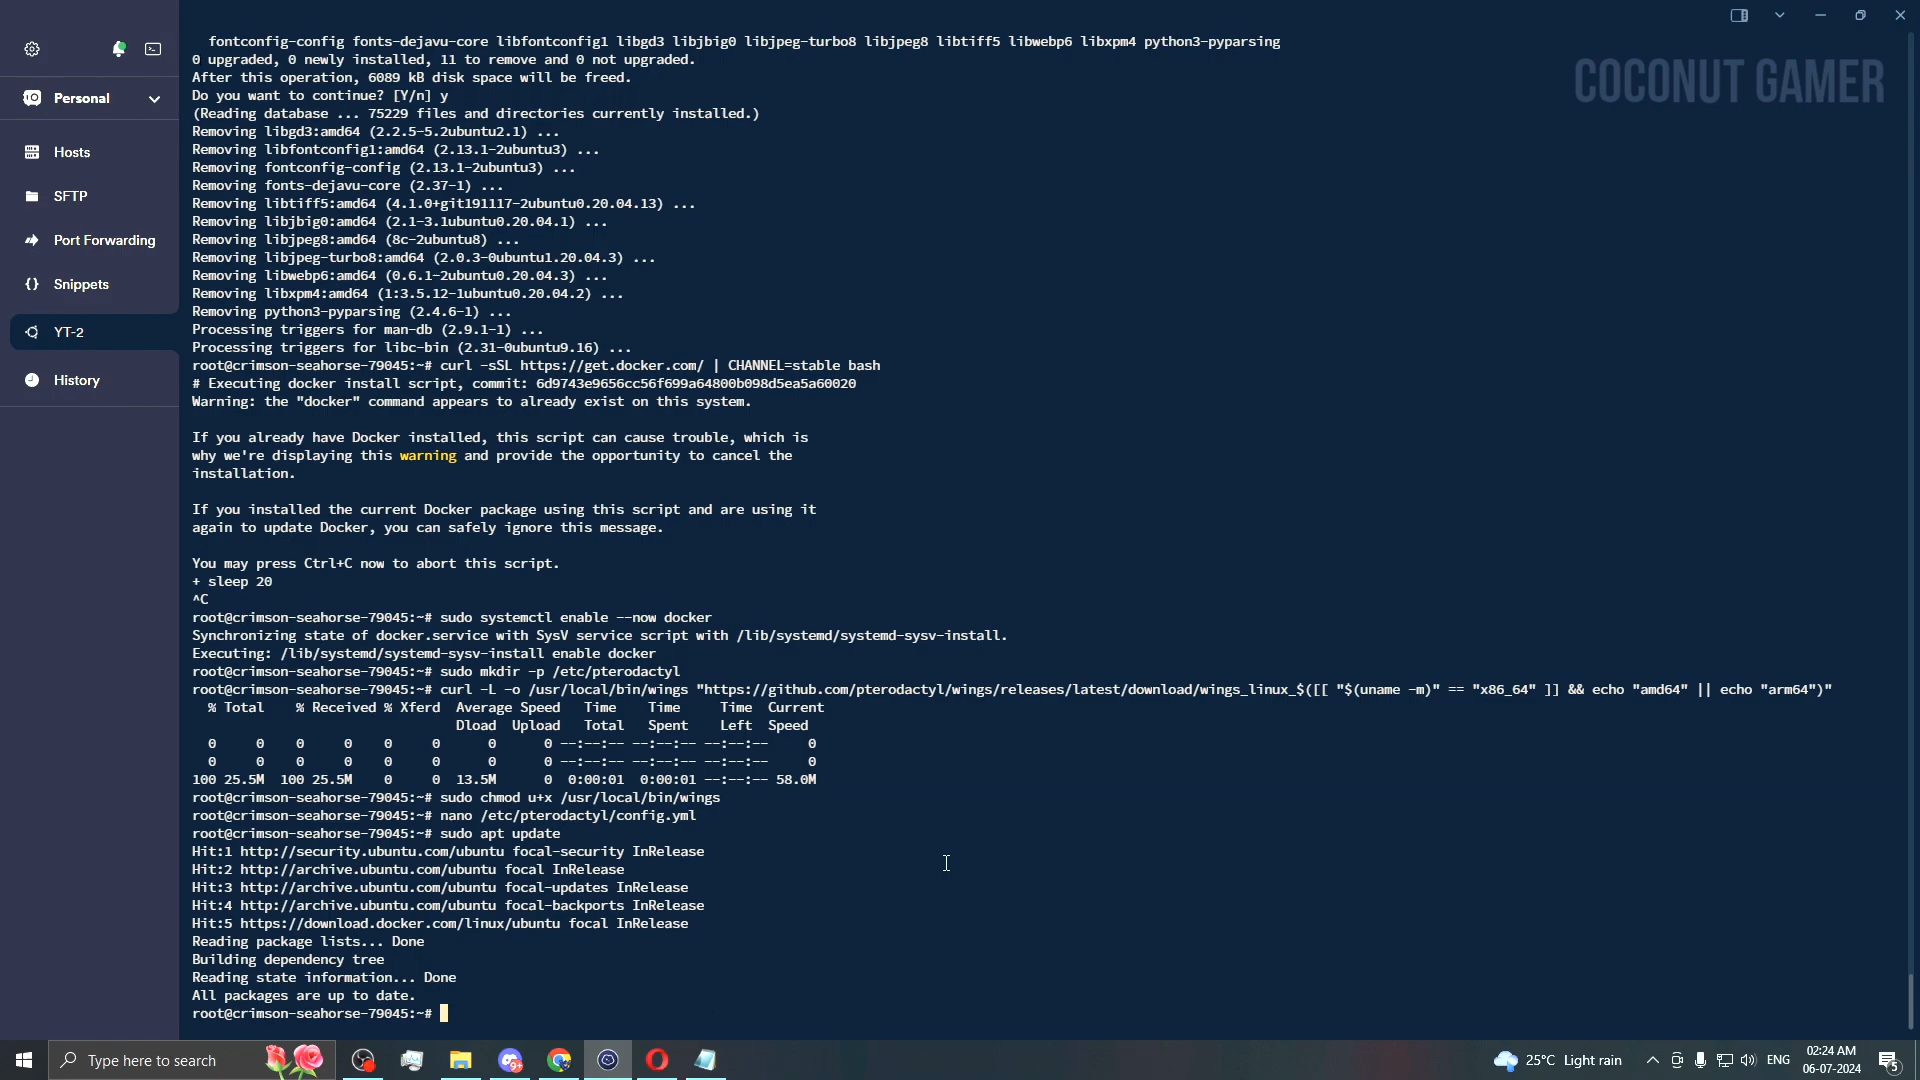 fontconfig-config fonts-dejavu-core libfontconfig1 libgd3 libjbig0 libjpeg-turbo8 libjpeg8 libtiff5 libwebp6 libxpm4 python3-pyparsing
0 upgraded, 0 newly installed, 11 to remove and 0 not upgraded.
After this operation, 6089 kB disk space will be freed.
Do you want to continue? [Y/n] y
(Reading database ... 75229 files and directories currently installed.)
Removing libgd3:amd64 (2.2.5-5.2ubuntu2.1) ...
Removing libfontconfig1:amd64 (2.13.1-2ubuntu3) ...
Removing fontconfig-config (2.13.1-2ubuntu3) ...
Removing fonts-dejavu-core (2.37-1) ...
Removing libtiff5:amd64 (4.1.0+git191117-2ubuntu0.20.04.13) ...
Removing libjbig0:amd64 (2.1-3.1ubuntu0.20.04.1) ...
Removing libjpeg8:amd64 (8c-2ubuntu8) ...
Removing libjpeg-turbo8:amd64 (2.0.3-0ubuntu1.20.04.3) ...
Removing libwebp6:amd64 (0.6.1-2ubuntu0.20.04.3) ...
Removing libxpm4:amd64 (1:3.5.12-1ubuntu0.20.04.2) ...
Removing python3-pyparsing (2.4.6-1) ...
Processing triggers for man-db (2.9.1-1) ...
Processing triggers for libc-bin (2.31-0ubuntu9.16) ...
root@crimson-seahorse-79045:~# curl -sSL https://get.docker.com/ | CHANNEL=stable bash
# Executing docker install script, commit: 6d9743e9656cc56f699a64800b098d5ea5a60020
Warning: the "docker" command appears to already exist on this system.
If you already have Docker installed, this script can cause trouble, which is
why we're displaying this warning and provide the opportunity to cancel the
installation.
If you installed the current Docker package using this script and are using it
again to update Docker, you can safely ignore this message.
You may press Ctrl+C now to abort this script.
+ sleep 20
^C
root@crimson-seahorse-79045:~# sudo systemctl enable --now docker
Synchronizing state of docker.service with SysV service script with /lib/systemd/systemd-sysv-install.
Executing: /lib/systemd/systemd-sysv-install enable docker
root@crimson-seahorse-79045:~# sudo mkdir -p /etc/pterodactyl
root@crimson-seahorse-79045:~# curl -L -o /usr/local/bin/wings "https://github.com/pterodactyl/wings/releases/latest/download/wings_linux_$([[ "$(uname -m)" == "x86_64" ]] && echo "amd64" || echo "arm64")"
% Total % Received % Xferd Average Speed Time Time Time Current
Dload Upload Total Spent Left Speed
0 0 0 0 0 0 0 0 --:--:-- --:--:-- --:--:-- 0
0 0 0 0 0 0 0 0 --:--:-- --:--:-- --:--:-- 0
100 25.5M 100 25.5M 0 0 13.5M 0 0:00:01 0:00:01 --:--:-- 58.0M
root@crimson-seahorse-79045:~# sudo chmod u+x /usr/local/bin/wings
root@crimson-seahorse-79045:~# nano /etc/pterodactyl/config.yml
root@crimson-seahorse-79045:~# sudo apt update
Hit:1 http://security.ubuntu.com/ubuntu focal-security InRelease
Hit:2 http://archive.ubuntu.com/ubuntu focal InRelease
Hit:3 http://archive.ubuntu.com/ubuntu focal-updates InRelease
Hit:4 http://archive.ubuntu.com/ubuntu focal-backports InRelease
Hit:5 https://download.docker.com/linux/ubuntu focal InRelease
Reading package lists... Done
Building dependency tree
Reading state information... Done
All packages are up to date.
root@crimson-seahorse-79045:~#
COCONUT GAMER
Personal
Hosts
SFTP
Port Forwarding
Snippets
YT-2
History
Type here to search
9+
25°C Light rain
ENG
02:24 AM
06-07-2024
5